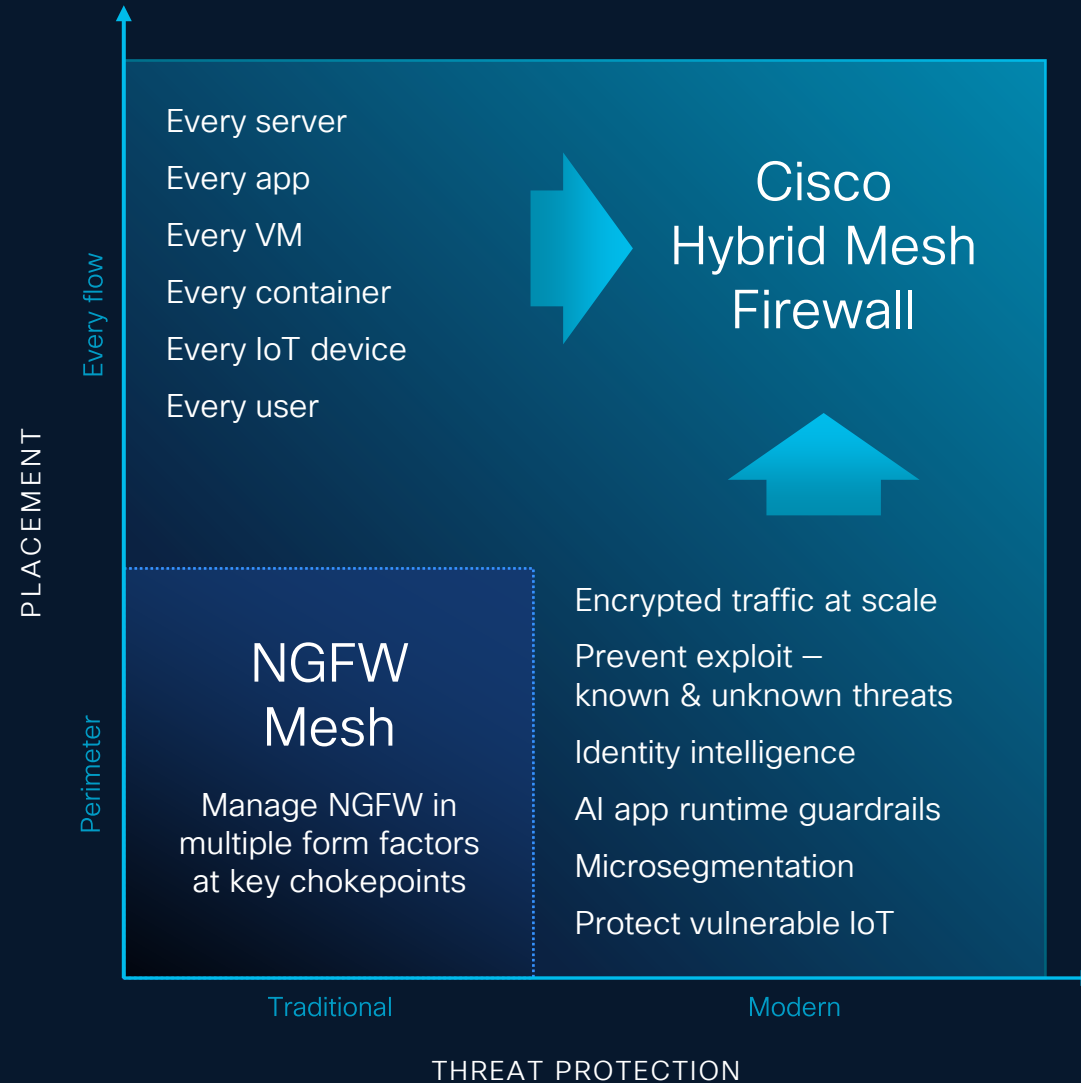 Every server
Every app
Every VM
Every container
Every IoT device
Every user
Cisco
Hybrid Mesh
Firewall
NGFW
Mesh
Manage NGFW in
multiple form factors
at key chokepoints
Encrypted traffic at scale
Prevent exploit –
known & unknown threats
Identity intelligence
AI app runtime guardrails
Microsegmentation
Protect vulnerable IoT
PLACEMENT
Every flow
Perimeter
Traditional
Modern
THREAT PROTECTION